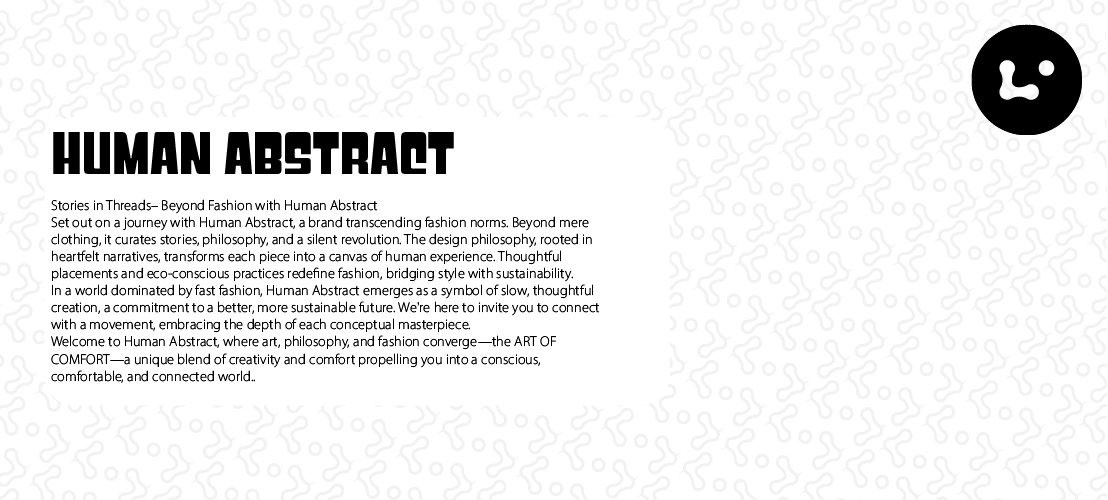 HUMAN ABSTRACT
Stories in Threads– Beyond Fashion with Human Abstract
Set out on a journey with Human Abstract, a brand transcending fashion norms. Beyond mere
clothing, it curates stories, philosophy, and a silent revolution. The design philosophy, rooted in
heartfelt narratives, transforms each piece into a canvas of human experience. Thoughtful
placements and eco-conscious practices redefine fashion, bridging style with sustainability.
In a world dominated by fast fashion, Human Abstract emerges as a symbol of slow, thoughtful
creation, a commitment to a better, more sustainable future. We're here to invite you to connect
with a movement, embracing the depth of each conceptual masterpiece.
Welcome to Human Abstract, where art, philosophy, and fashion converge—the ART OF
COMFORT—a unique blend of creativity and comfort propelling you into a conscious,
comfortable, and connected world..